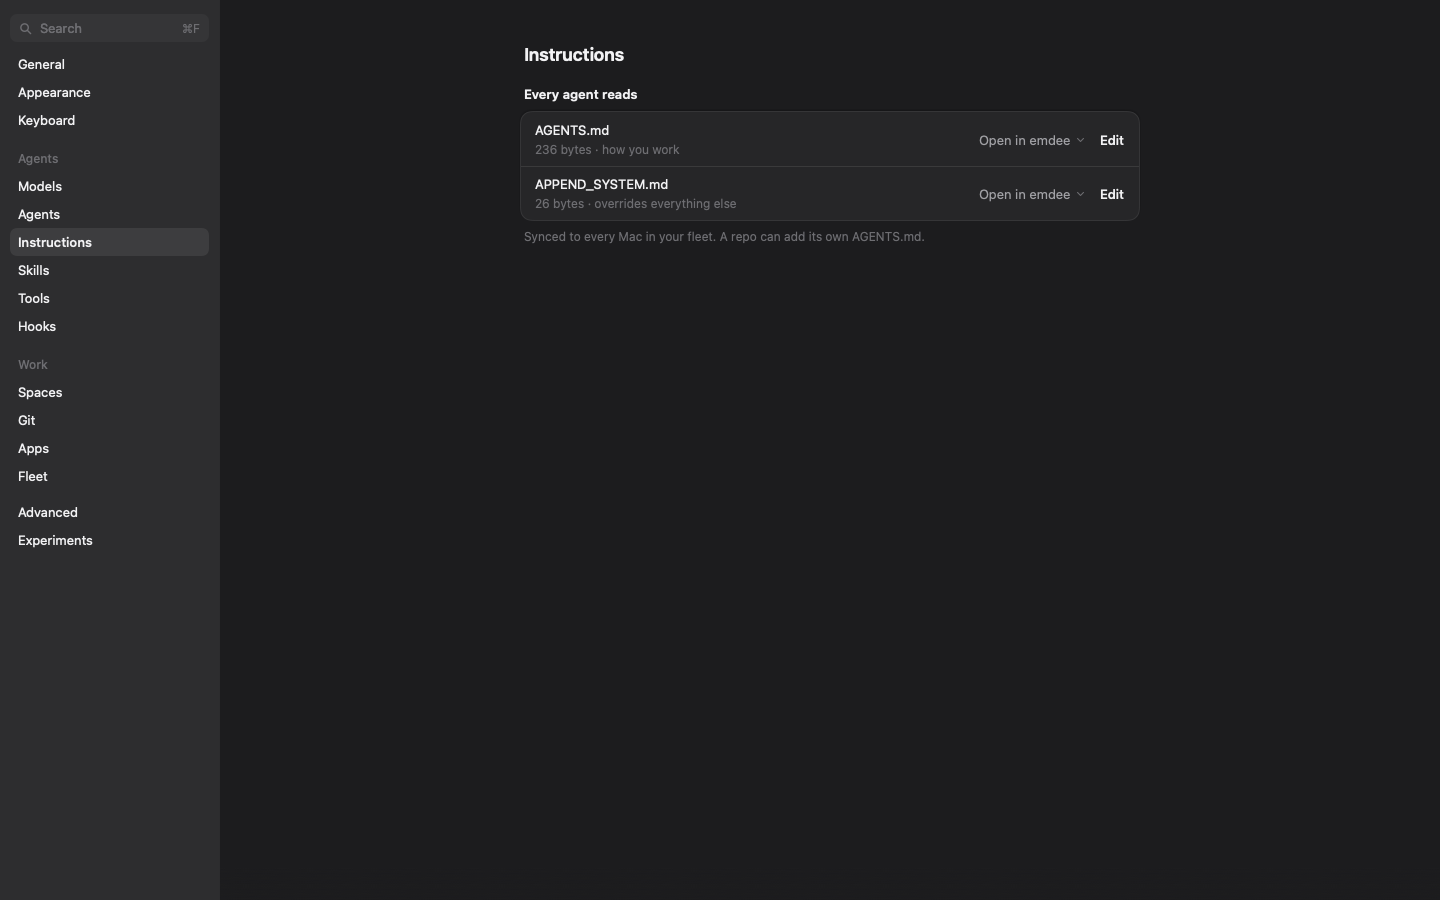 Search ⌘F
General
Appearance
Keyboard
Agents
Models
Agents
Instructions
Skills
Tools
Hooks
Work
Spaces
Git
Apps
Fleet
Advanced
Experiments
Instructions
Every agent reads
AGENTS.md
236 bytes · how you work
Open in emdee Edit
APPEND_SYSTEM.md
26 bytes · overrides everything else
Open in emdee Edit
Synced to every Mac in your fleet. A repo can add its own AGENTS.md.